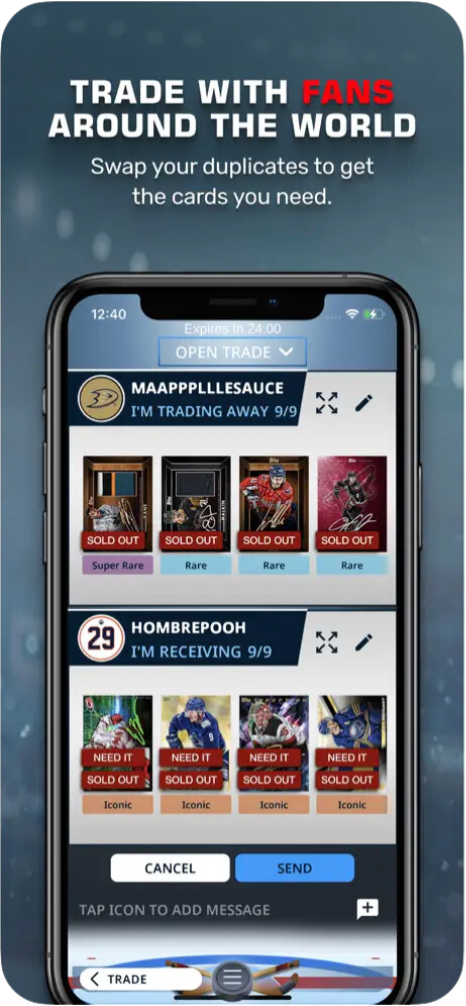 TRADE WITH FANS
AROUND THE WORLD
Swap your duplicates to get
the cards you need.
12:40
Expires In 24:00
OPEN TRADE
MAAPPPLLLESAUCE
I'M TRADING AWAY 9/9
SOLD OUT SOLD OUT SOLD OUT SOLD OUT
Super Rare Rare Rare Rare
29 HOMBREPOOH
I'M RECEIVING 9/9
NEED IT NEED IT NEED IT NEED IT
SOLD OUT SOLD OUT SOLD OUT SOLD OUT
Iconic Iconic Iconic Iconic
CANCEL SEND
TAP ICON TO ADD MESSAGE
TRADE